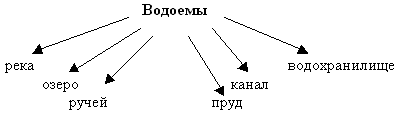 Водоемы
река
озеро
ручей
пруд
канал
водохранилище